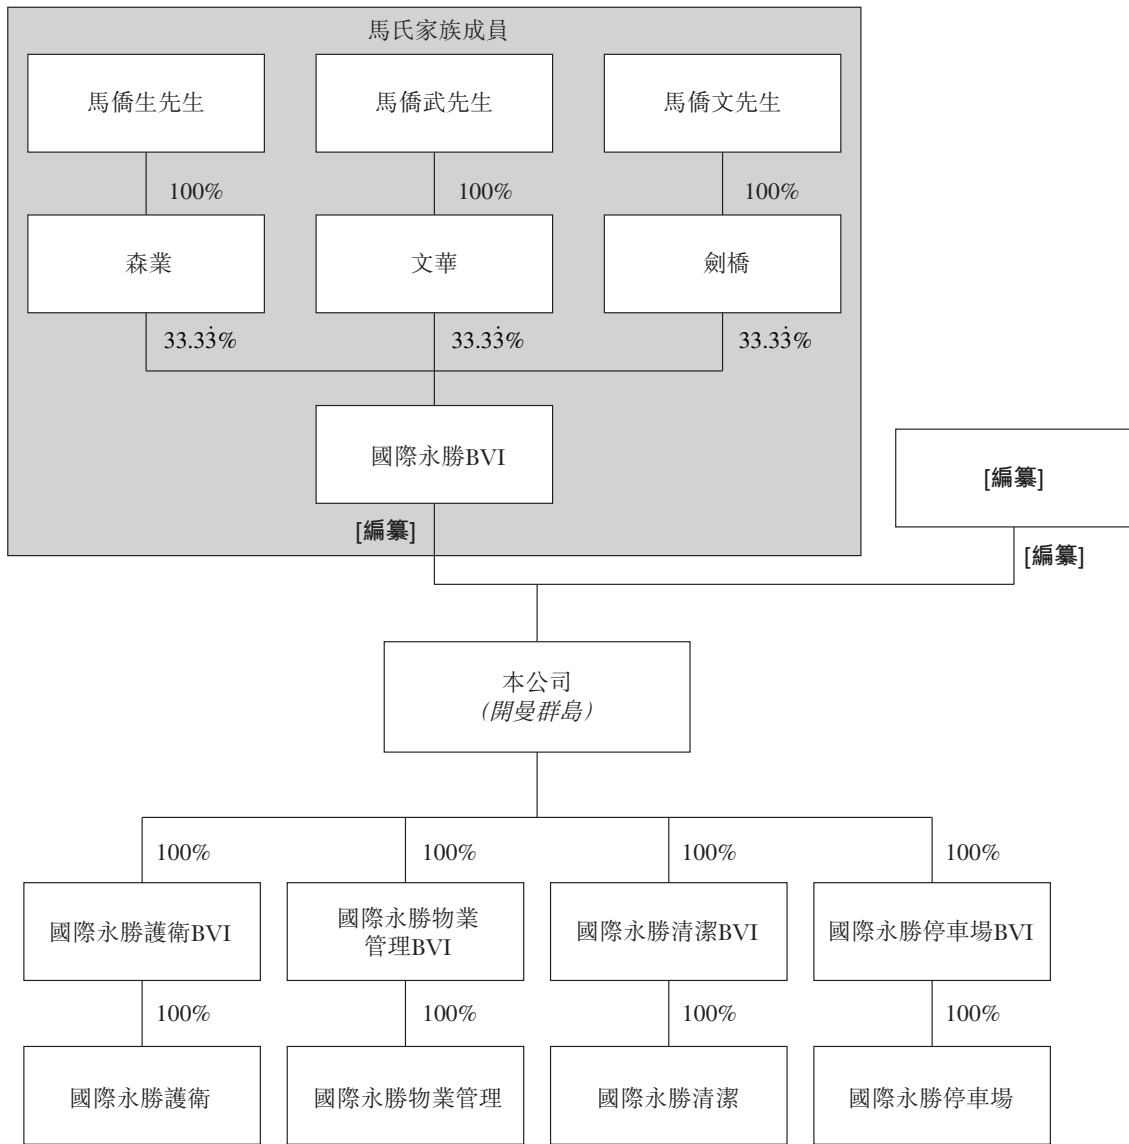 馬氏家族成員
馬僑生先生
馬僑武先生
馬僑文先生
100%
100%
100%
森業
文華
劍橋
33.33̇%
33.33̇%
33.33̇%
國際永勝BVI
[編纂]
[編纂]
[編纂]
本公司
(開曼群島)
100%
100%
100%
100%
國際永勝護衛BVI
國際永勝物業
管理BVI
國際永勝清潔BVI
國際永勝停車場BVI
100%
100%
100%
100%
國際永勝護衛
國際永勝物業管理
國際永勝清潔
國際永勝停車場